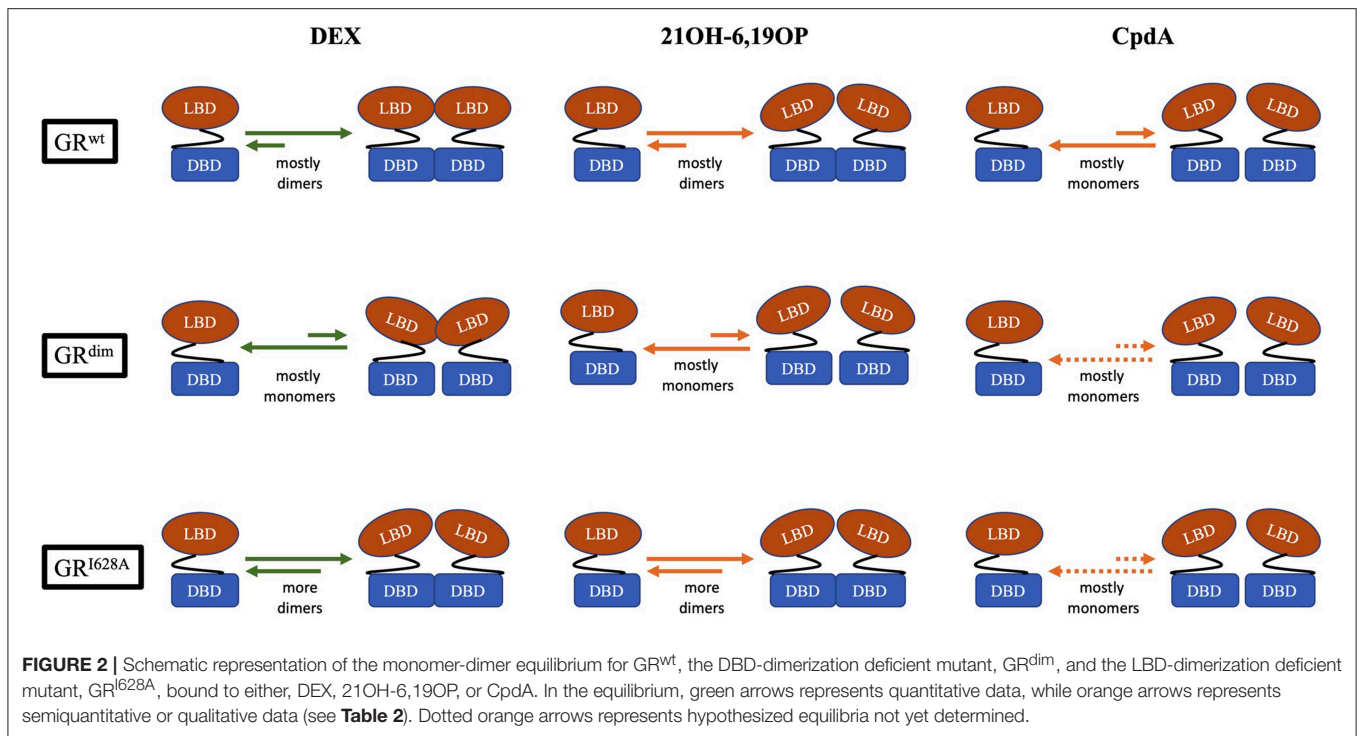 DEX 21OH-6,19OP CpdA
GRwt
LBD LBD LBD LBD LBD LBD LBD LBD LBD
DBD DBD DBD DBD DBD DBD DBD DBD DBD
mostly dimers
mostly dimers
mostly monomers
GRdim
LBD LBD LBD LBD LBD LBD LBD LBD LBD
DBD DBD DBD DBD DBD DBD DBD DBD DBD
mostly monomers
mostly monomers
mostly monomers
GRI628A
LBD LBD LBD LBD LBD LBD LBD LBD LBD
DBD DBD DBD DBD DBD DBD DBD DBD DBD
more dimers
more dimers
mostly monomers
FIGURE 2 | Schematic representation of the monomer-dimer equilibrium for GRwt, the DBD-dimerization deficient mutant, GRdim, and the LBD-dimerization deficient
mutant, GRI628A, bound to either, DEX, 21OH-6,19OP, or CpdA. In the equilibrium, green arrows represents quantitative data, while orange arrows represents
semiquantitative or qualitative data (see Table 2). Dotted orange arrows represents hypothesized equilibria not yet determined.